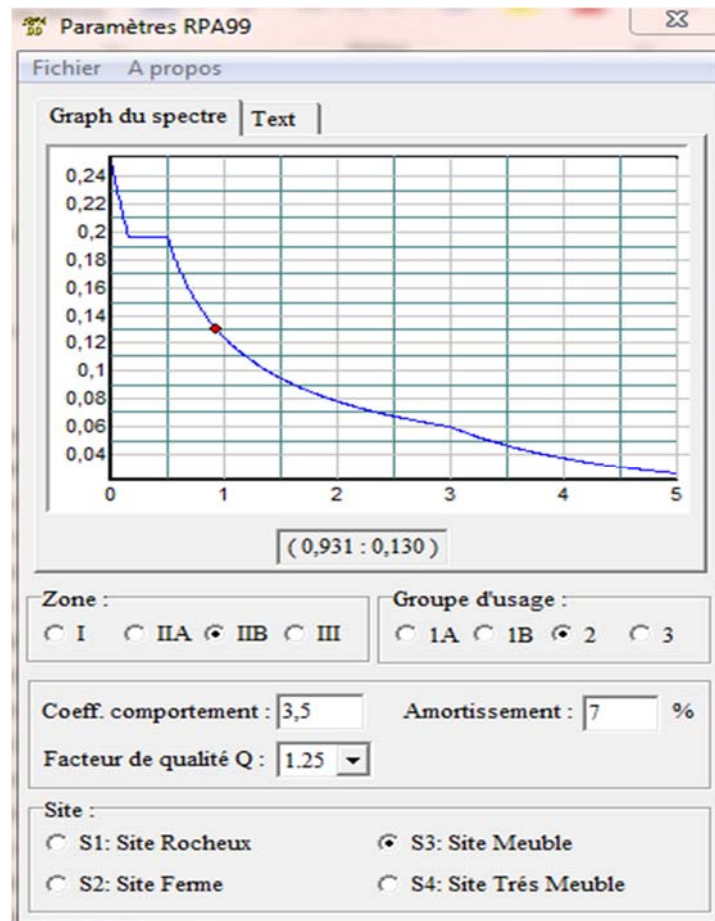 Paramètres RPA99
Fichier A propos
Graph du spectre Text
0,24
0,22
0,2
0,18
0,16
0,14
0,12
0,1
0,08
0,06
0,04
0 1 2 3 4 5
( 0,931 : 0,130 )
Zone : Groupe d'usage :
I IIA IIB III 1A 1B 2 3
Coeff. comportement : 3,5 Amortissement : 7 %
Facteur de qualité Q : 1.25
Site :
S1: Site Rocheux S3: Site Meuble
S2: Site Ferme S4: Site Trés Meuble